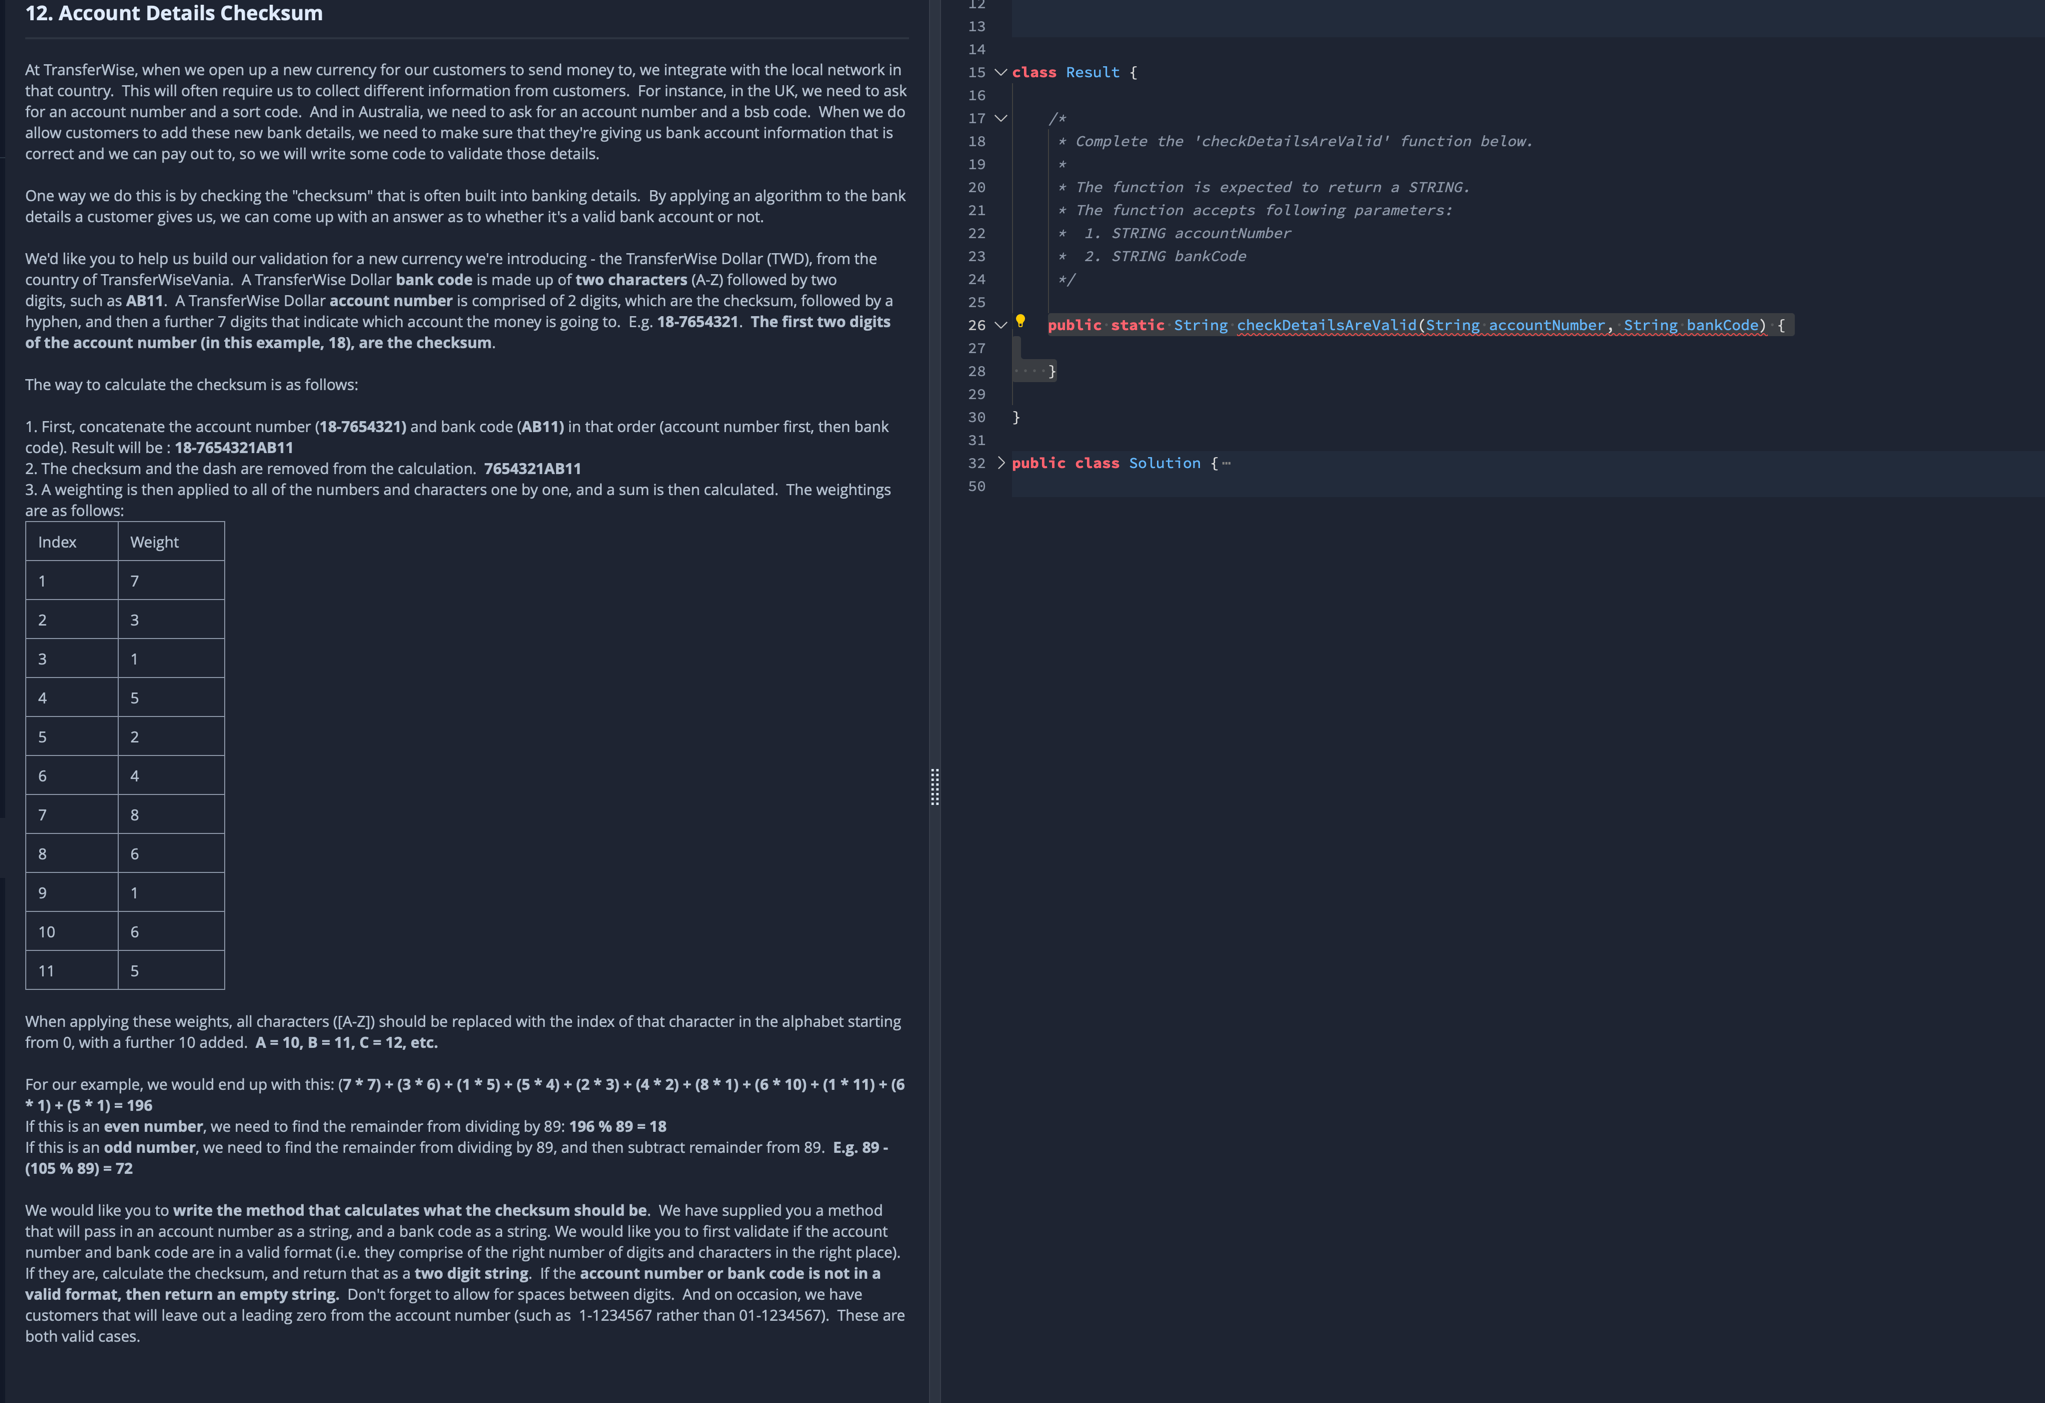 12. Account Details Checksum
At TransferWise, when we open up a new currency for our customers to send money to, we integrate with the local network in
that country.  This will often require us to collect different information from customers.  For instance, in the UK, we need to ask
for an account number and a sort code.  And in Australia, we need to ask for an account number and a bsb code.  When we do
allow customers to add these new bank details, we need to make sure that they're giving us bank account information that is
correct and we can pay out to, so we will write some code to validate those details.
One way we do this is by checking the "checksum" that is often built into banking details.  By applying an algorithm to the bank
details a customer gives us, we can come up with an answer as to whether it's a valid bank account or not.
We'd like you to help us build our validation for a new currency we're introducing - the TransferWise Dollar (TWD), from the
country of TransferWiseVania.  A TransferWise Dollar bank code is made up of two characters (A-Z) followed by two
digits, such as AB11.  A TransferWise Dollar account number is comprised of 2 digits, which are the checksum, followed by a
hyphen, and then a further 7 digits that indicate which account the money is going to.  E.g. 18-7654321.  The first two digits
of the account number (in this example, 18), are the checksum.
The way to calculate the checksum is as follows:
1. First, concatenate the account number (18-7654321) and bank code (AB11) in that order (account number first, then bank
code). Result will be : 18-7654321AB11
2. The checksum and the dash are removed from the calculation.  7654321AB11
3. A weighting is then applied to all of the numbers and characters one by one, and a sum is then calculated.  The weightings
are as follows:
Index Weight
1 7
2 3
3 1
4 5
5 2
6 4
7 8
8 6
9 1
10 6
11 5
When applying these weights, all characters ([A-Z]) should be replaced with the index of that character in the alphabet starting
from 0, with a further 10 added.  A = 10, B = 11, C = 12, etc.
For our example, we would end up with this: (7 * 7) + (3 * 6) + (1 * 5) + (5 * 4) + (2 * 3) + (4 * 2) + (8 * 1) + (6 * 10) + (1 * 11) + (6
* 1) + (5 * 1) = 196
If this is an even number, we need to find the remainder from dividing by 89: 196 % 89 = 18
If this is an odd number, we need to find the remainder from dividing by 89, and then subtract remainder from 89.  E.g. 89 -
(105 % 89) = 72
We would like you to write the method that calculates what the checksum should be.  We have supplied you a method
that will pass in an account number as a string, and a bank code as a string. We would like you to first validate if the account
number and bank code are in a valid format (i.e. they comprise of the right number of digits and characters in the right place).
If they are, calculate the checksum, and return that as a two digit string.  If the account number or bank code is not in a
valid format, then return an empty string.  Don't forget to allow for spaces between digits.  And on occasion, we have
customers that will leave out a leading zero from the account number (such as  1-1234567 rather than 01-1234567).  These are
both valid cases.
12
13
14
15 class Result {
16
17 /*
18 * Complete the 'checkDetailsAreValid' function below.
19 *
20 * The function is expected to return a STRING.
21 * The function accepts following parameters:
22 *  1. STRING accountNumber
23 *  2. STRING bankCode
24 */
25
26 public static String checkDetailsAreValid(String accountNumber, String bankCode) {
27
28 }
29
30 }
31
32 public class Solution {⋯
50